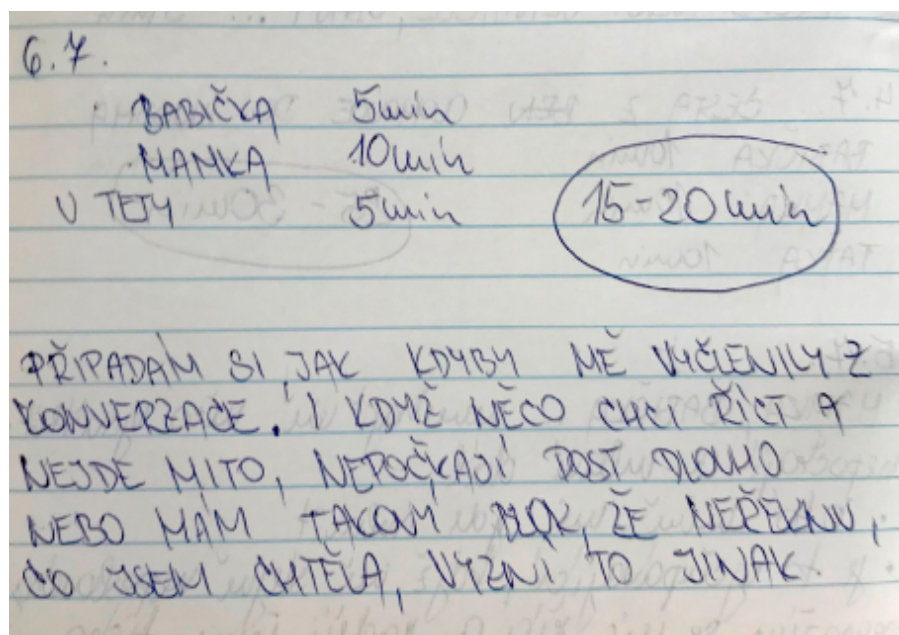 6.7.
BABIČKA 5min
MAMKA 10min
U TETY 5min 15-20min
PŘIPADÁM SI JAK KDYBY MĚ VYČLENILY Z
KONVERZACE. I KDYŽ NĚCO CHCI ŘÍCT A
NEJDE MI TO, NEPOČKAJÍ DOST DLOUHO
NEBO MÁM TAKOVÝ BLOK, ŽE NEŘEKNU,
CO JSEM CHTĚLA, VYZNÍ TO JINAK.